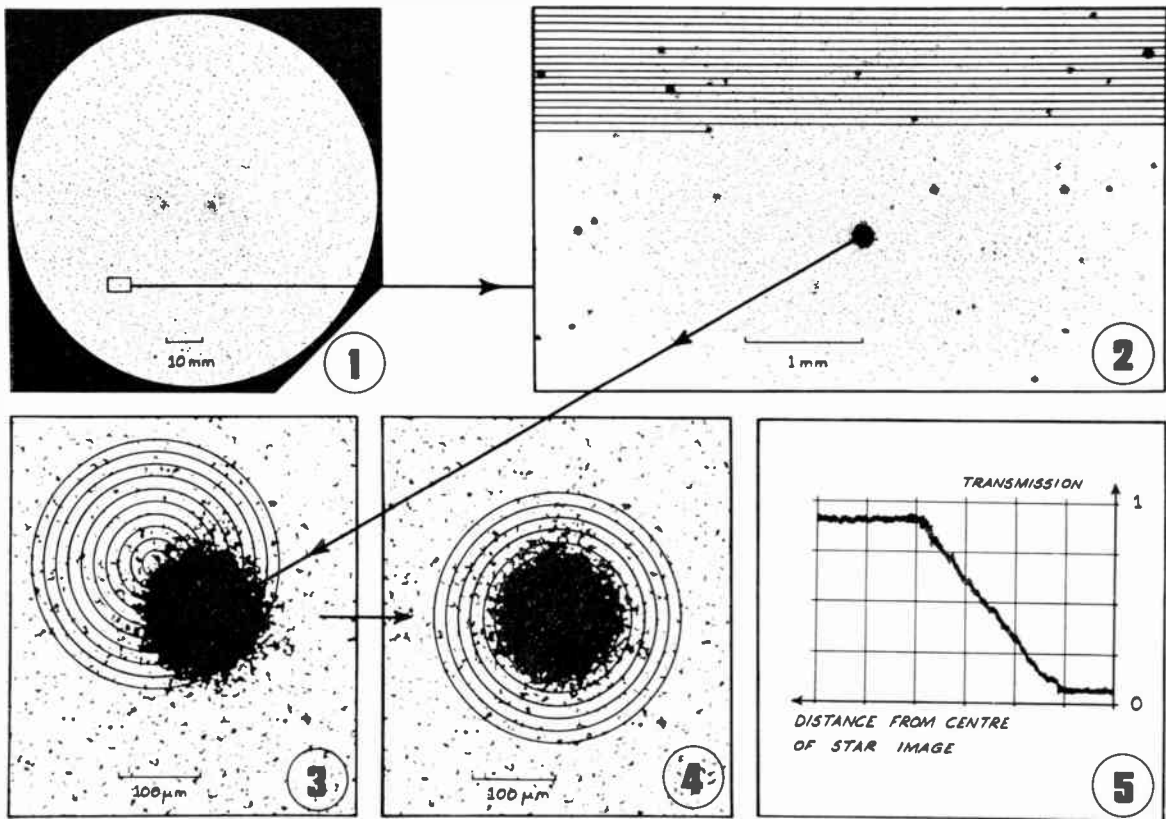 10 mm
1
1 mm
2
100 μm
3
100 μm
4
TRANSMISSION
1
0
DISTANCE FROM CENTRE
OF STAR IMAGE
5